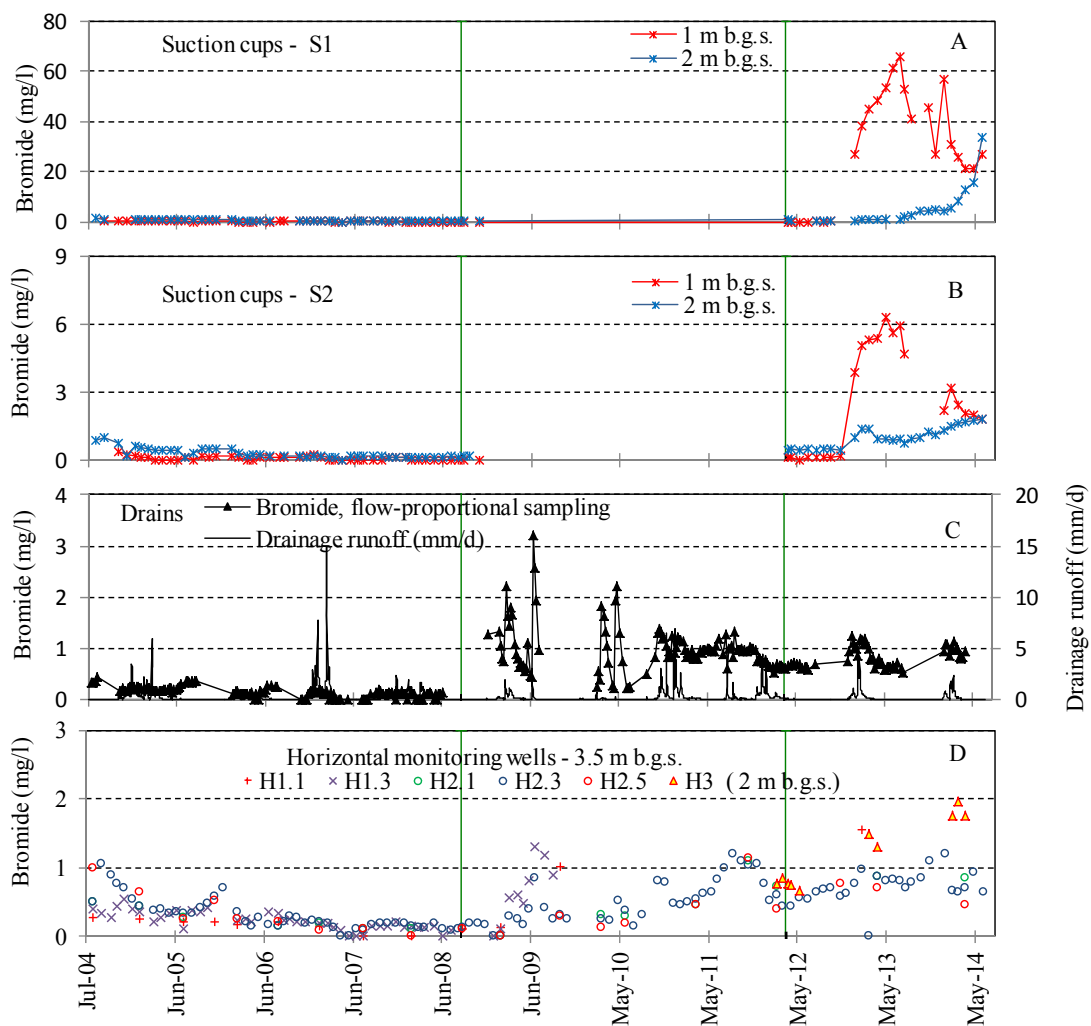 Suction cups - S1
1 m b.g.s.
2 m b.g.s.
A
Bromide (mg/l)
80
60
40
20
0
Suction cups - S2
1 m b.g.s.
2 m b.g.s.
B
Bromide (mg/l)
9
6
3
0
Drains
Bromide, flow-proportional sampling
Drainage runoff (mm/d)
C
Bromide (mg/l)
4
3
2
1
0
20
15
10
5
0
Drainage runoff (mm/d)
Horizontal monitoring wells - 3.5 m b.g.s.
D
H1.1 H1.3 H2.1 H2.3 H2.5 H3 ( 2 m b.g.s.)
Bromide (mg/l)
3
2
1
0
Jul-04 Jun-05 Jun-06 Jun-07 Jun-08 Jun-09 May-10 May-11 May-12 May-13 May-14